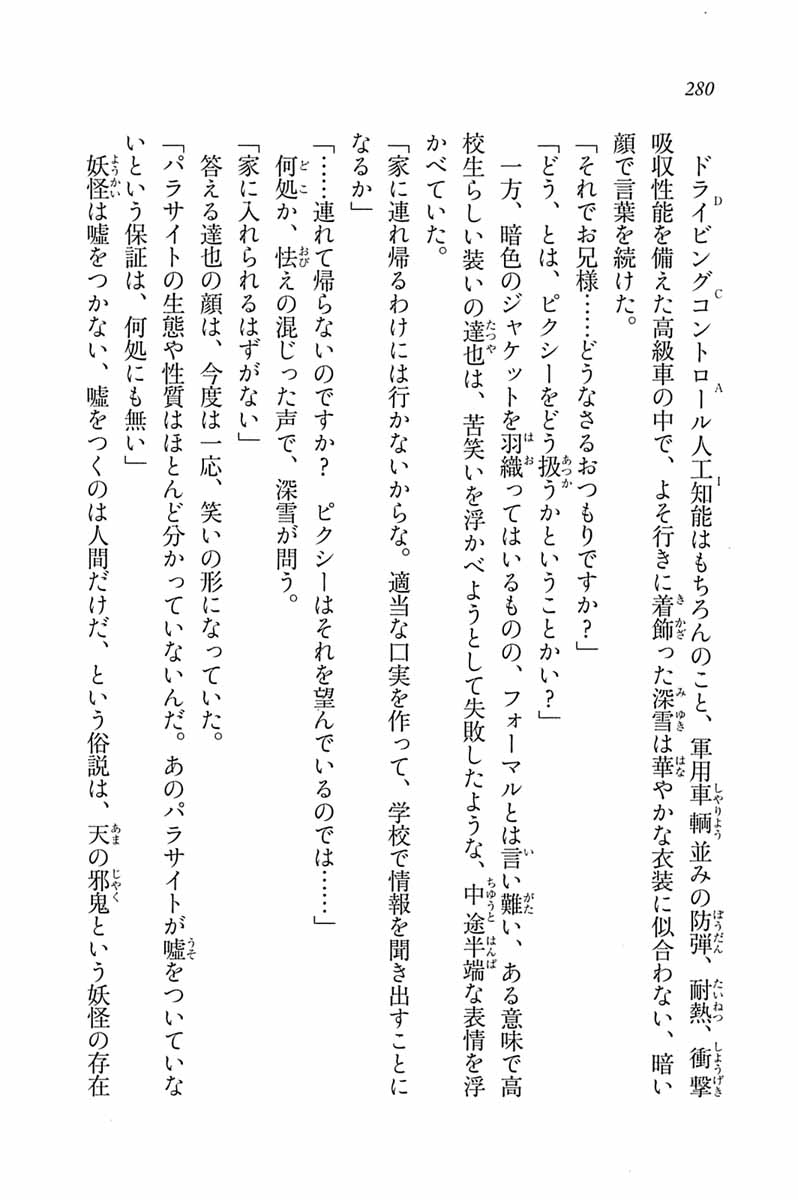 280
ドライビングコントロール人工知能はもちろんのこと、軍用車輌並みの防弾、耐熱、衝撃
吸収性能を備えた高級車の中で、よそ行きに着飾った深雪は華やかな衣装に似合わない、暗い
顔で言葉を続けた。
「それでお兄様……どうなさるおつもりですか?」
「どう、とは、ピクシーをどう扱うかということかい?」
一方、暗色のジャケットを羽織ってはいるものの、フォーマルとは言い難い、ある意味で高
校生らしい装いの達也は、苦笑いを浮かべようとして失敗したような、中途半端な表情を浮
かべていた。
「家に連れ帰るわけには行かないからな。適当な口実を作って、学校で情報を聞き出すことに
なるか」
「……連れて帰らないのですか? ピクシーはそれを望んでいるのでは……」
何処か、怯えの混じった声で、深雪が問う。
「家に入れられるはずがない」
答える達也の顔は、今度は一応、笑いの形になっていた。
「パラサイトの生態や性質はほとんど分かっていないんだ。あのパラサイトが嘘をついていな
いという保証は、何処にも無い」
妖怪は嘘をつかない、嘘をつくのは人間だけだ、という俗説は、天の邪鬼という妖怪の存在